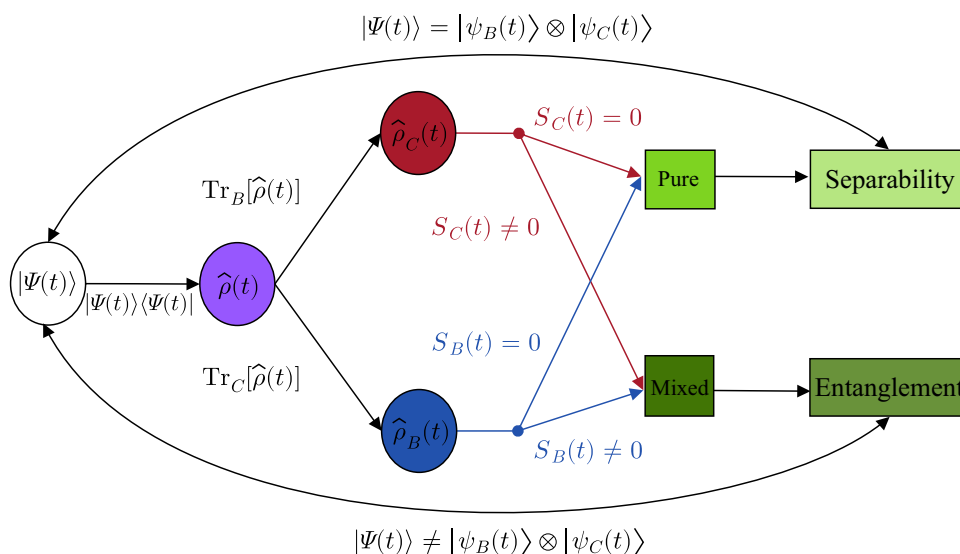 |Ψ(t)⟩ = |ψ_B(t)⟩ ⊗ |ψ_C(t)⟩
ρ̂_C(t)
S_C(t) = 0
Pure
Separability
Tr_B[ρ̂(t)]
S_C(t) ≠ 0
|Ψ(t)⟩
|Ψ(t)⟩⟨Ψ(t)|
ρ̂(t)
S_B(t) = 0
Tr_C[ρ̂(t)]
Mixed
Entanglement
ρ̂_B(t)
S_B(t) ≠ 0
|Ψ(t)⟩ ≠ |ψ_B(t)⟩ ⊗ |ψ_C(t)⟩